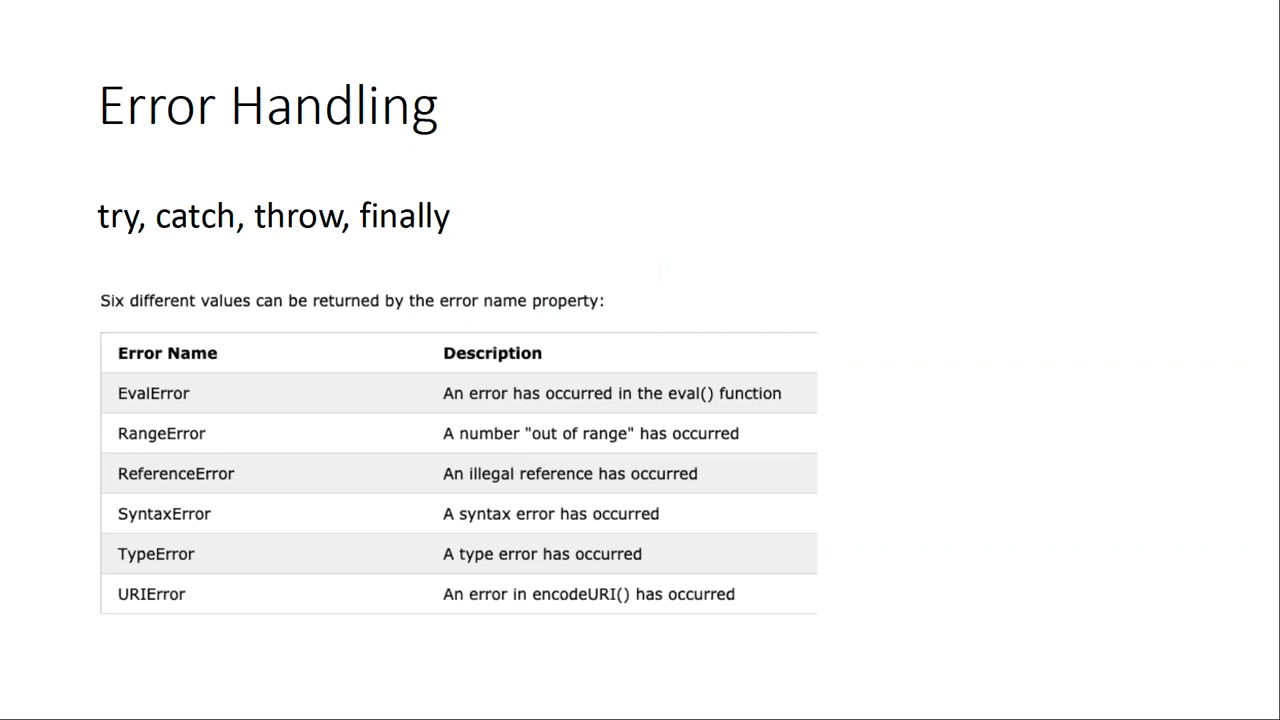 Error Handling
try, catch, throw, finally
Six different values can be returned by the error name property:
Error Name Description
EvalError An error has occurred in the eval() function
RangeError A number "out of range" has occurred
ReferenceError An illegal reference has occurred
SyntaxError A syntax error has occurred
TypeError A type error has occurred
URIError An error in encodeURI() has occurred